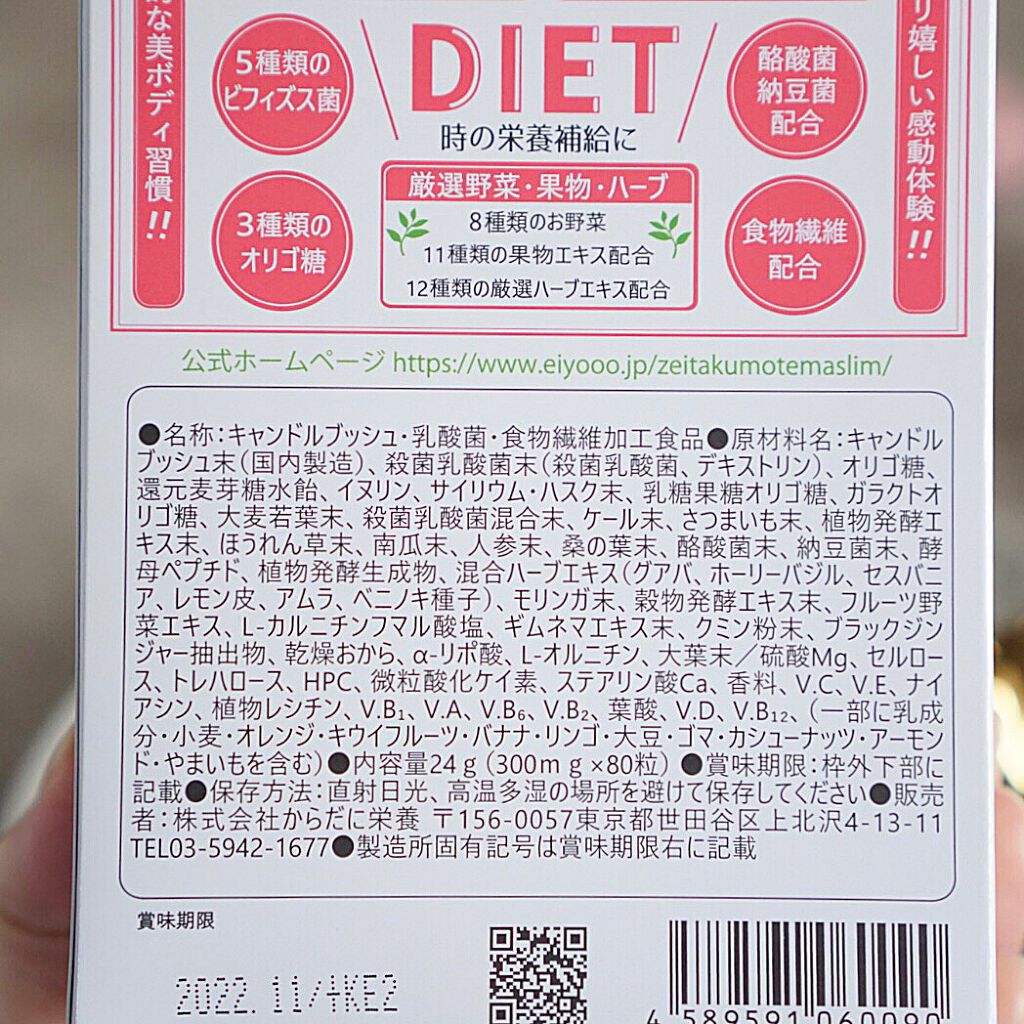 的な美ボディ習慣!!
5種類の
ビフィズス菌
DIET
時の栄養補給に
酪酸菌
納豆菌
配合
リ嬉しい感動体験!!
3種類の
オリゴ糖
厳選野菜・果物・ハーブ
8種類のお野菜
11種類の果物エキス配合
12種類の厳選ハーブエキス配合
食物繊維
配合
公式ホームページ https://www.eiyooo.jp/zeitakumotemaslim/
●名称：キャンドルブッシュ・乳酸菌・食物繊維加工食品●原材料名：キャンドル
ブッシュ末（国内製造）、殺菌乳酸菌末（殺菌乳酸菌、デキストリン）、オリゴ糖、
還元麦芽糖水飴、イヌリン、サイリウム・ハスク末、乳糖果糖オリゴ糖、ガラクトオ
リゴ糖、大麦若葉末、殺菌乳酸菌混合末、ケール末、さつまいも末、植物発酵エ
キス末、ほうれん草末、南瓜末、人参末、桑の葉末、酪酸菌末、納豆菌末、酵
母ペプチド、植物発酵生成物、混合ハーブエキス（グアバ、ホーリーバジル、セスバニ
ア、レモン皮、アムラ、ベニノキ種子）、モリンガ末、穀物発酵エキス末、フルーツ野
菜エキス、L-カルニチンフマル酸塩、ギムネマエキス末、クミン粉末、ブラックジン
ジャー抽出物、乾燥おから、α-リポ酸、L-オルニチン、大葉末／硫酸Mg、セルロー
ス、トレハロース、HPC、微粒酸化ケイ素、ステアリン酸Ca、香料、V.C、V.E、ナイ
アシン、植物レシチン、V.B₁、V.A、V.B₆、V.B₂、葉酸、V.D、V.B₁₂、（一部に乳成
分・小麦・オレンジ・キウイフルーツ・バナナ・リンゴ・大豆・ゴマ・カシューナッツ・アーモン
ド・やまいもを含む）●内容量24ｇ（300ｍｇ×80粒）●賞味期限：枠外下部に
記載●保存方法：直射日光、高温多湿の場所を避けて保存してください●販売
者：株式会社からだに栄養 〒156-0057東京都世田谷区上北沢4-13-11
TEL03-5942-1677●製造所固有記号は賞味期限右に記載
賞味期限
2022.11/+KE2
4 589591 060090